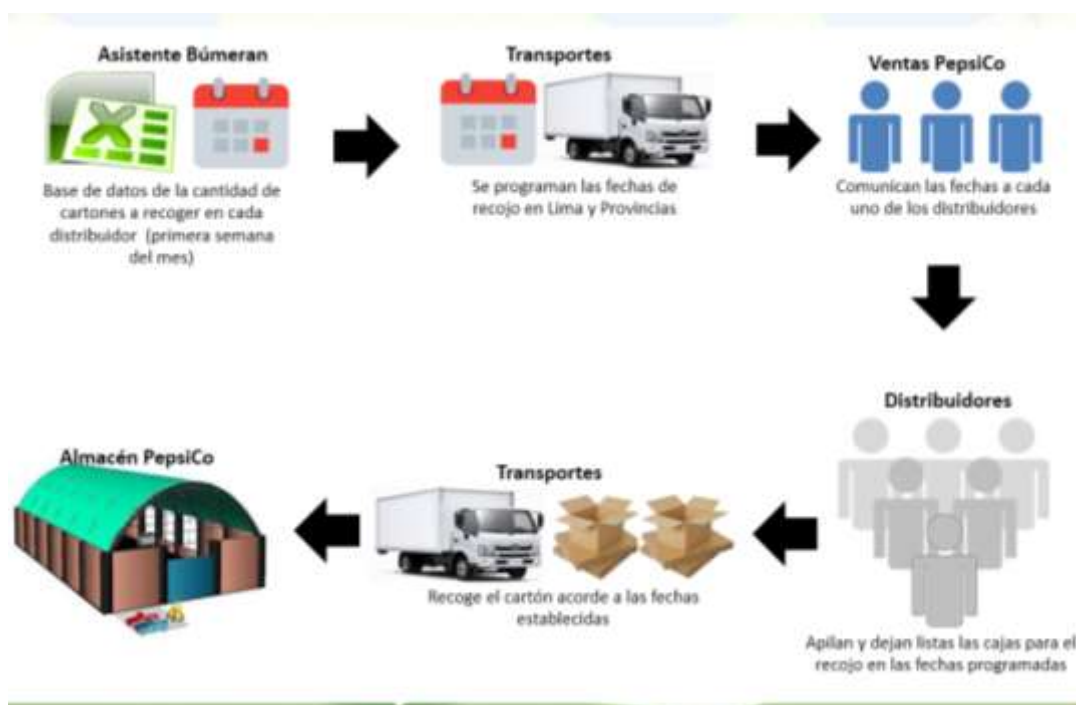 Asistente Búmeran
Base de datos de la cantidad de
cartones a recoger en cada
distribuidor (primera semana
del mes)
Transportes
Se programan las fechas de
recojo en Lima y Provincias
Ventas PepsiCo
Comunican las fechas a cada
uno de los distribuidores
Distribuidores
Apilan y dejan listas las cajas para el
recojo en las fechas programadas
Transportes
Recoge el cartón acorde a las fechas
establecidas
Almacén PepsiCo